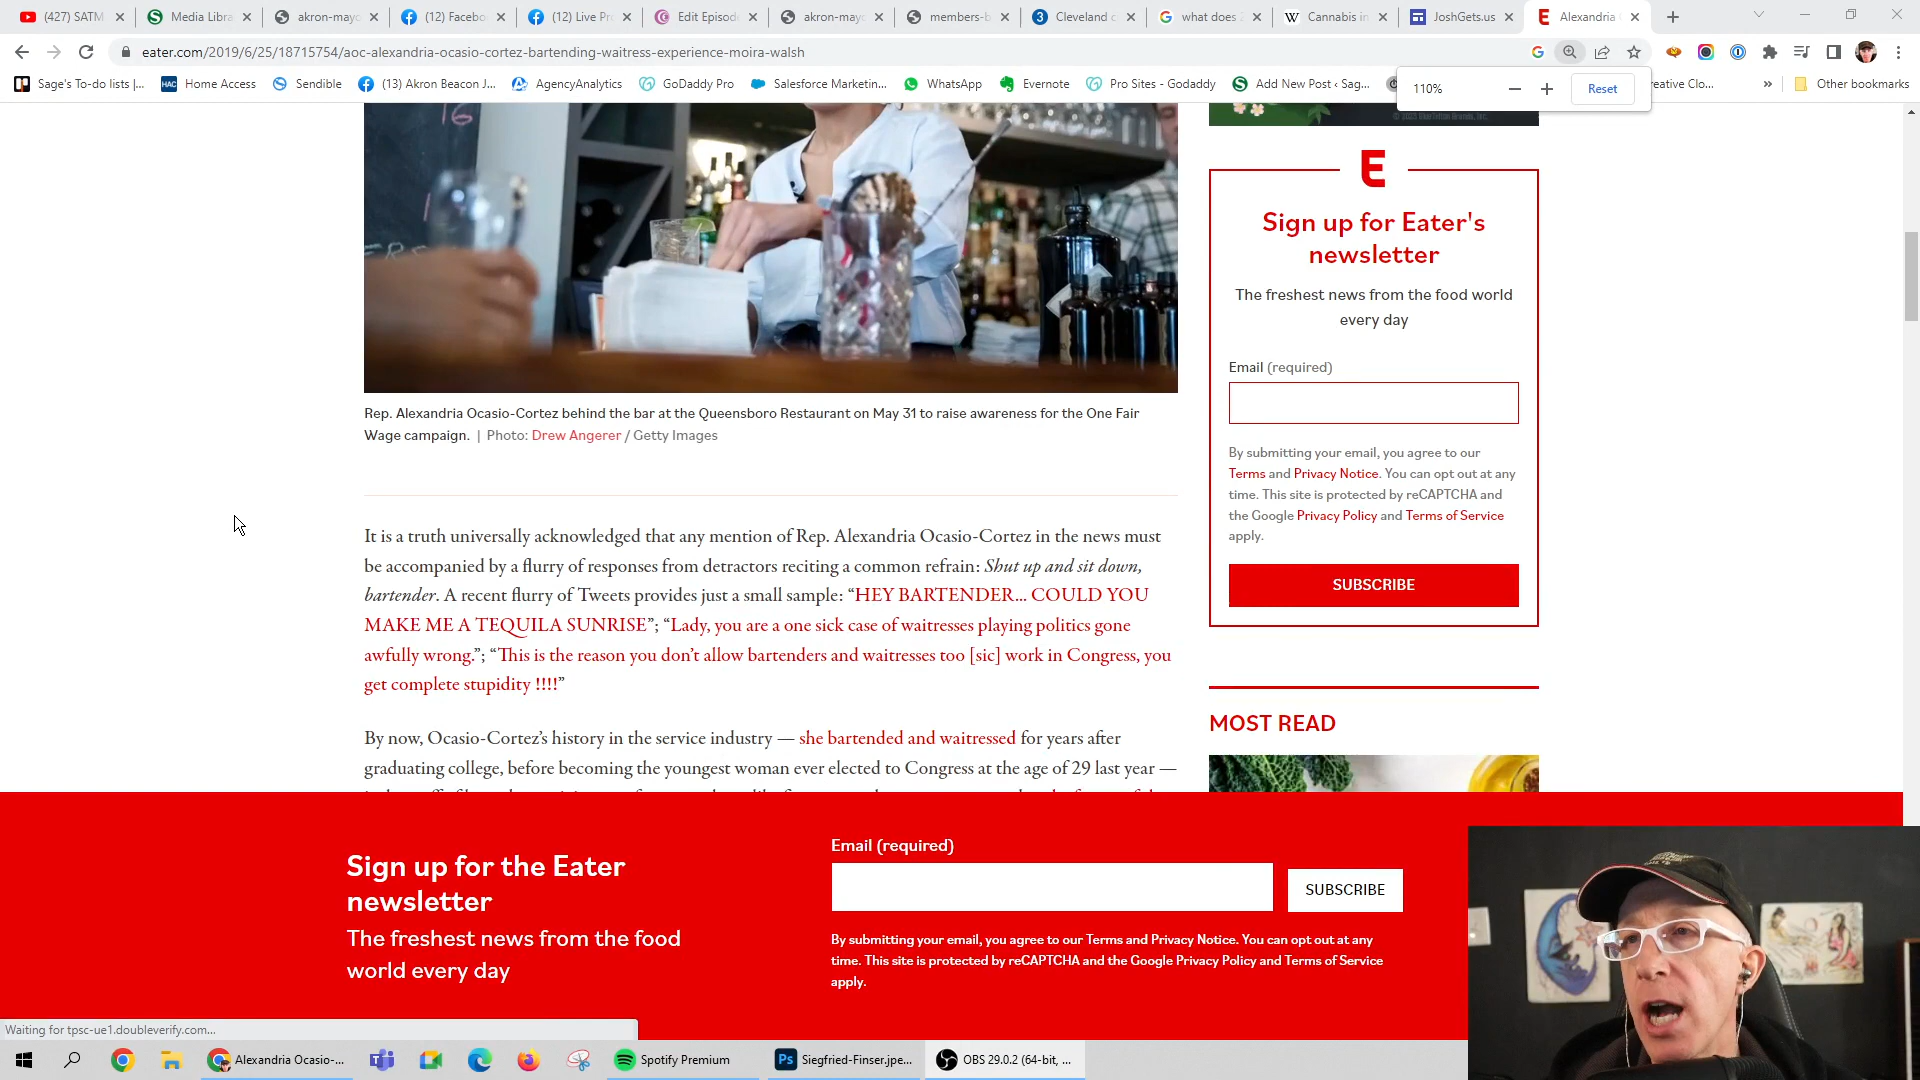 (427) SATM
Media Libra
akron-mayo
(12) Facebo
(12) Live Pr
Edit Episod
akron-mayo
members-b
Cleveland c
what does
Cannabis in
JoshGets.us
Alexandria
eater.com/2019/6/25/18715754/aoc-alexandria-ocasio-cortez-bartending-waitress-experience-moira-walsh
Sage's To-do lists |...
Home Access
Sendible
(13) Akron Beacon J...
AgencyAnalytics
GoDaddy Pro
Salesforce Marketin...
WhatsApp
Evernote
Pro Sites - Godaddy
Add New Post ‹ Sag...
reative Clo...
»
Other bookmarks
110%
Reset
16
© 2023 BlueTriton Brands, Inc.
E
Sign up for Eater's
newsletter
The freshest news from the food world
every day
Email (required)
By submitting your email, you agree to our
Terms and Privacy Notice. You can opt out at any
time. This site is protected by reCAPTCHA and
the Google Privacy Policy and Terms of Service
apply.
SUBSCRIBE
MOST READ
Rep. Alexandria Ocasio-Cortez behind the bar at the Queensboro Restaurant on May 31 to raise awareness for the One Fair
Wage campaign. | Photo: Drew Angerer / Getty Images
It is a truth universally acknowledged that any mention of Rep. Alexandria Ocasio-Cortez in the news must
be accompanied by a flurry of responses from detractors reciting a common refrain: Shut up and sit down,
bartender. A recent flurry of Tweets provides just a small sample: “HEY BARTENDER... COULD YOU
MAKE ME A TEQUILA SUNRISE”; “Lady, you are a one sick case of waitresses playing politics gone
awfully wrong.”; “This is the reason you don’t allow bartenders and waitresses too [sic] work in Congress, you
get complete stupidity !!!!”
By now, Ocasio-Cortez’s history in the service industry — she bartended and waitressed for years after
graduating college, before becoming the youngest woman ever elected to Congress at the age of 29 last year —
Sign up for the Eater
newsletter
The freshest news from the food
world every day
Email (required)
SUBSCRIBE
By submitting your email, you agree to our Terms and Privacy Notice. You can opt out at any
time. This site is protected by reCAPTCHA and the Google Privacy Policy and Terms of Service
apply.
Waiting for tpsc-ue1.doubleverify.com...
Alexandria Ocasio-...
Spotify Premium
Ps
Siegfried-Finser.jpe...
OBS 29.0.2 (64-bit, ...